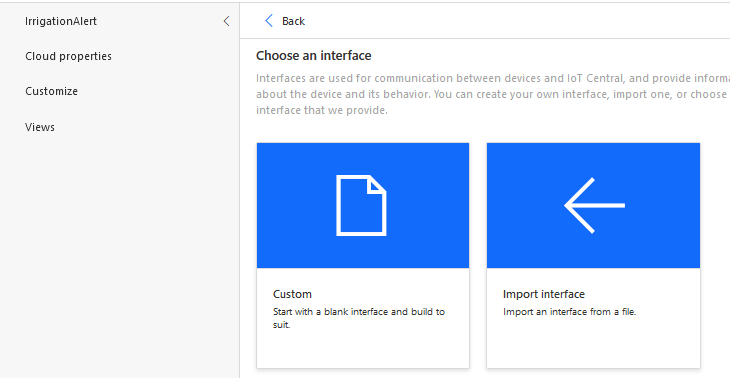 IrrigationAlert
Cloud properties
Customize
Views
Back
Choose an interface
Interfaces are used for communication between devices and IoT Central, and provide informa
about the device and its behavior. You can create your own interface, import one, or choose
interface that we provide.
Custom
Start with a blank interface and build to
suit.
Import interface
Import an interface from a file.